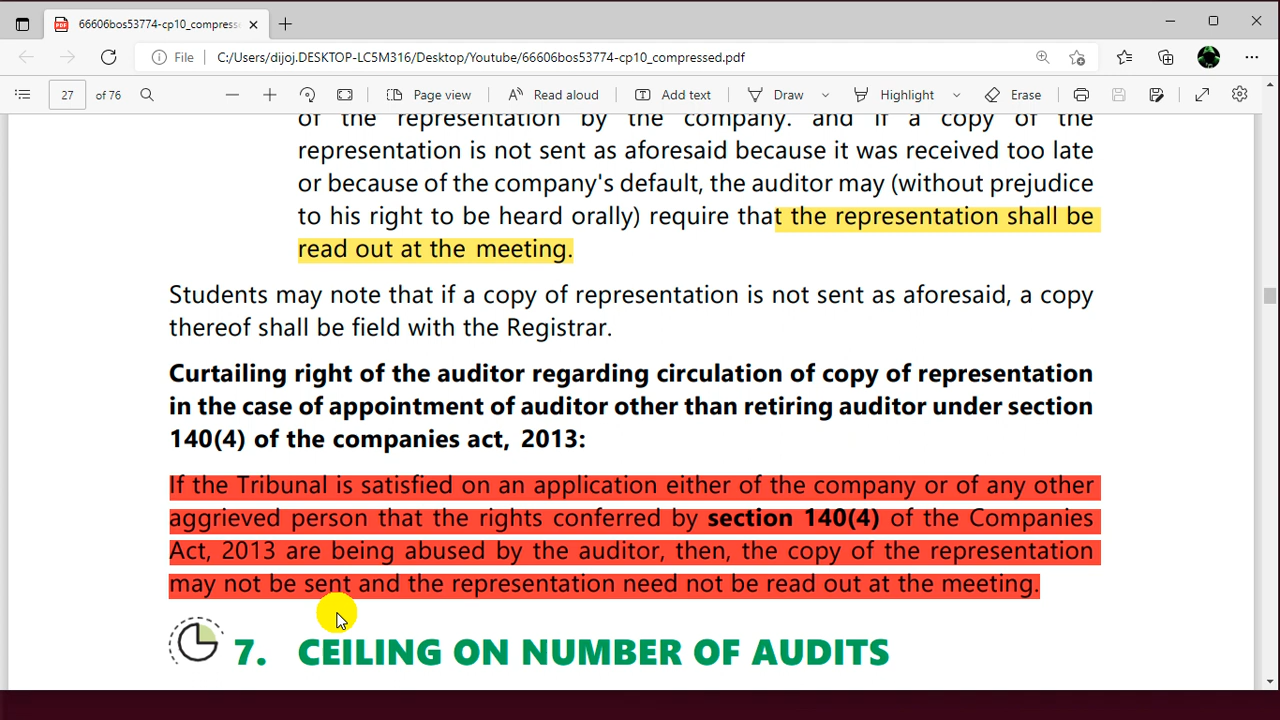 66606bos53774-cp10_compresse
File C:/Users/dijoj.DESKTOP-LC5M316/Desktop/Youtube/66606bos53774-cp10_compressed.pdf
27 of 76 Page view Read aloud Add text Draw Highlight Erase
of the representation by the company. and if a copy of the
representation is not sent as aforesaid because it was received too late
or because of the company's default, the auditor may (without prejudice
to his right to be heard orally) require that the representation shall be
read out at the meeting.
Students may note that if a copy of representation is not sent as aforesaid, a copy
thereof shall be field with the Registrar.
Curtailing right of the auditor regarding circulation of copy of representation
in the case of appointment of auditor other than retiring auditor under section
140(4) of the companies act, 2013:
If the Tribunal is satisfied on an application either of the company or of any other
aggrieved person that the rights conferred by section 140(4) of the Companies
Act, 2013 are being abused by the auditor, then, the copy of the representation
may not be sent and the representation need not be read out at the meeting.
7. CEILING ON NUMBER OF AUDITS